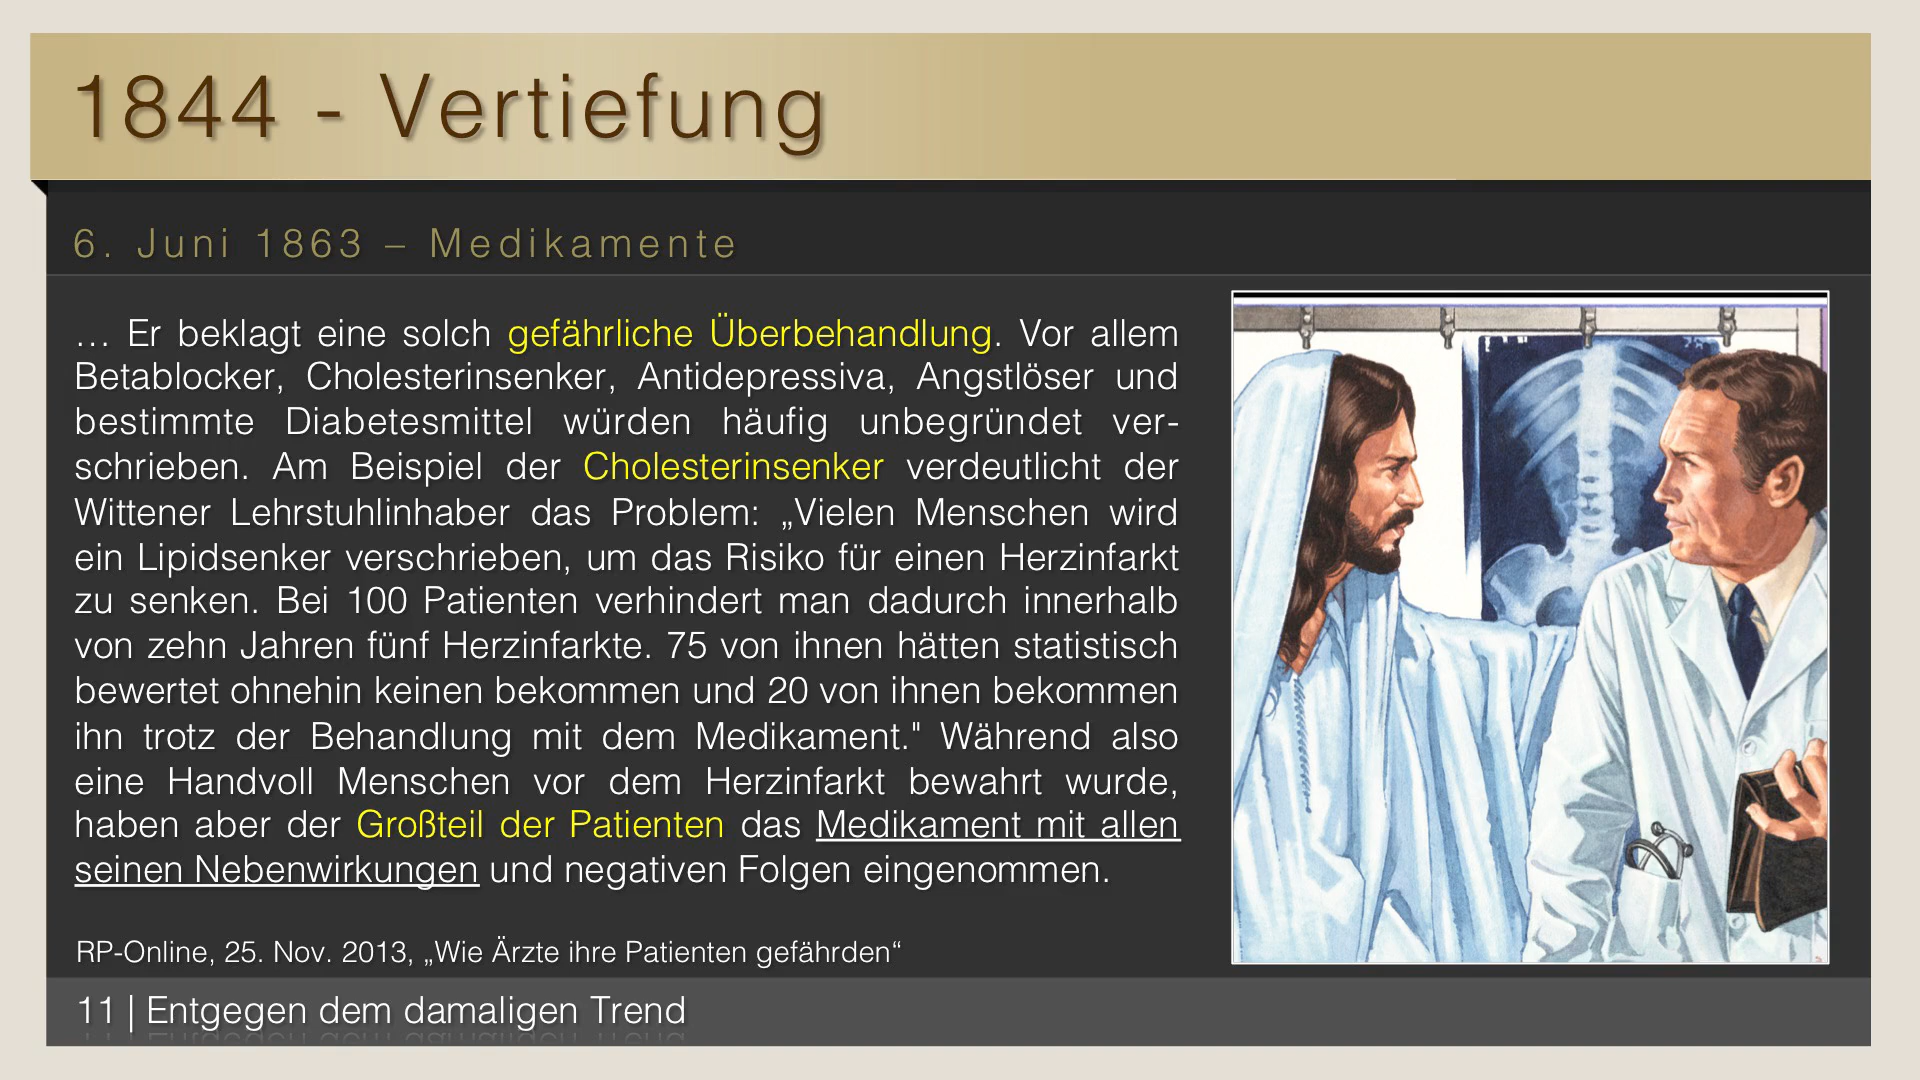 1844 - Vertiefung
6. Juni 1863 – Medikamente
… Er beklagt eine solch gefährliche Überbehandlung. Vor allem
Betablocker, Cholesterinsenker, Antidepressiva, Angstlöser und
bestimmte Diabetesmittel würden häufig unbegründet ver-
schrieben. Am Beispiel der Cholesterinsenker verdeutlicht der
Wittener Lehrstuhlinhaber das Problem: „Vielen Menschen wird
ein Lipidsenker verschrieben, um das Risiko für einen Herzinfarkt
zu senken. Bei 100 Patienten verhindert man dadurch innerhalb
von zehn Jahren fünf Herzinfarkte. 75 von ihnen hätten statistisch
bewertet ohnehin keinen bekommen und 20 von ihnen bekommen
ihn trotz der Behandlung mit dem Medikament." Während also
eine Handvoll Menschen vor dem Herzinfarkt bewahrt wurde,
haben aber der Großteil der Patienten das Medikament mit allen
seinen Nebenwirkungen und negativen Folgen eingenommen.
RP-Online, 25. Nov. 2013, „Wie Ärzte ihre Patienten gefährden“
11 | Entgegen dem damaligen Trend